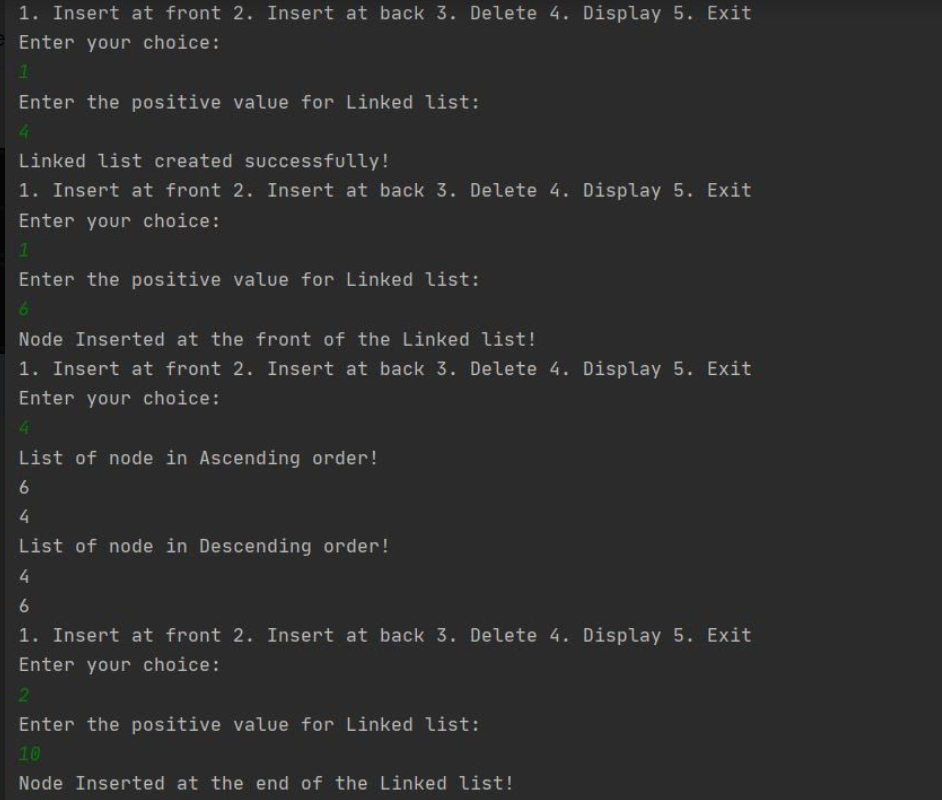 1. Insert at front 2. Insert at back 3. Delete 4. Display 5. Exit
Enter your choice:
1
Enter the positive value for Linked list:
4
Linked list created successfully!
1. Insert at front 2. Insert at back 3. Delete 4. Display 5. Exit
Enter your choice:
1
Enter the positive value for Linked list:
6
Node Inserted at the front of the Linked list!
1. Insert at front 2. Insert at back 3. Delete 4. Display 5. Exit
Enter your choice:
4
List of node in Ascending order!
6
4
List of node in Descending order!
4
6
1. Insert at front 2. Insert at back 3. Delete 4. Display 5. Exit
Enter your choice:
2
Enter the positive value for Linked list:
10
Node Inserted at the end of the Linked list!